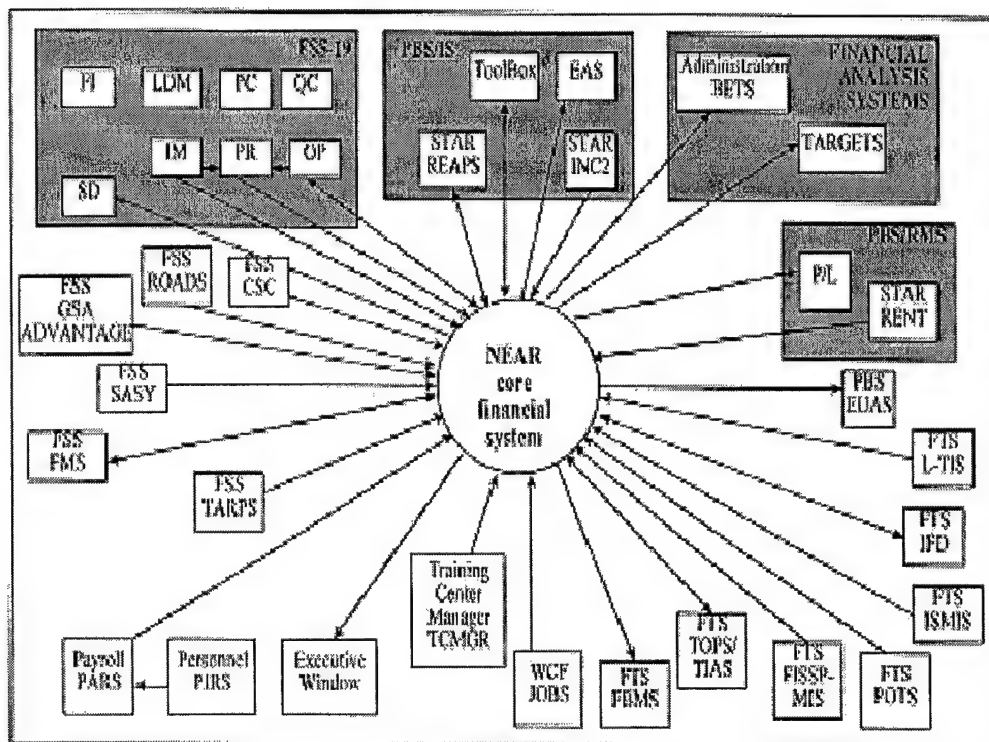 FSS-19
FI
LDM
PC
QC
IM
PR
OP
SD
PBS/IS
ToolBox
EAS
STAR
REAPS
STAR
INC2
FINANCIAL
ANALYSIS
SYSTEMS
Administration
BETS
TARGETS
PBS/RMS
P/L
STAR
RENT
FSS
ROADS
FSS
CSC
FSS
GSA
ADVANTAGE
FSS
SASY
FSS
FMS
FSS
TARPS
NEAR
core
financial
system
PBS
EDAS
FTS
L-TIS
FTS
IFD
FTS
ISMIS
Payroll
PARS
Personnel
PIRS
Executive
Window
Training
Center
Manager
TCMGR
WCF
JOBS
FTS
FBMS
FTS
TOPS/
TIAS
FTS
FISSP-
MIS
FTS
POTS